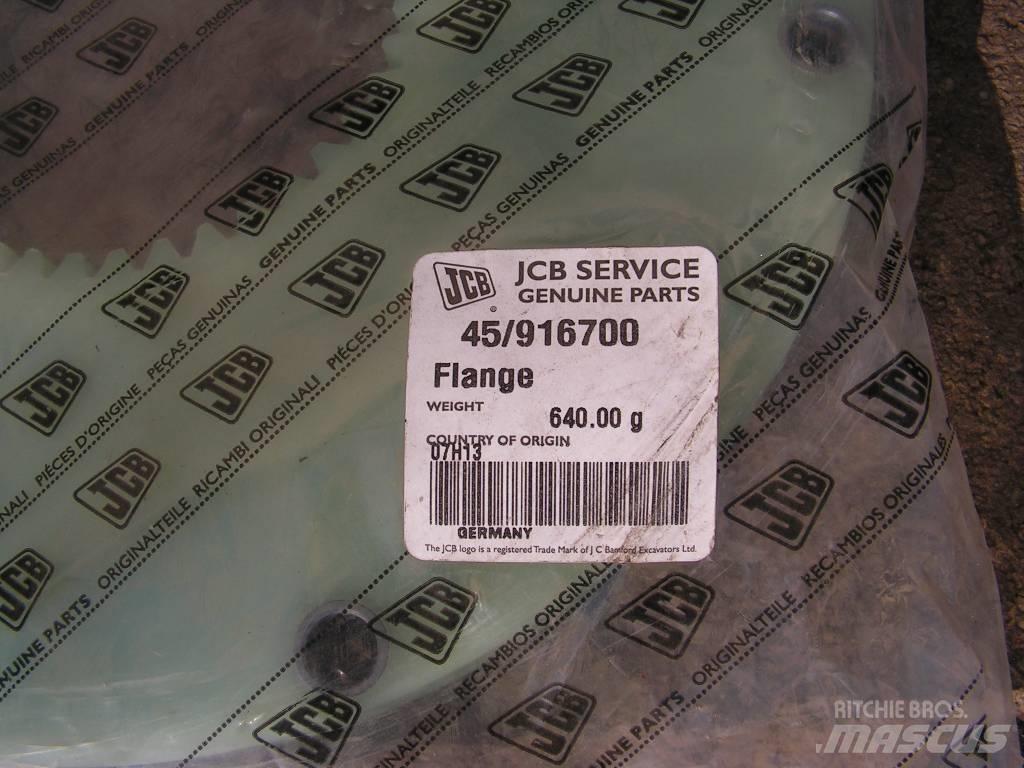 JCB
JCB SERVICE
GENUINE PARTS
45/916700
Flange
WEIGHT
640.00 g
COUNTRY OF ORIGIN
07H13
GERMANY
The JCB logo is a registered Trade Mark of J C Bamford Excavators Ltd.
JCB
GENUINE PARTS
ORIGINALTEILE
RICAMBI ORIGINALI
PIÈCES D'ORIGINE
PEÇAS GENUINAS
RECAMBIOS ORIGINALES
RITCHIE BROS.
MASCUS